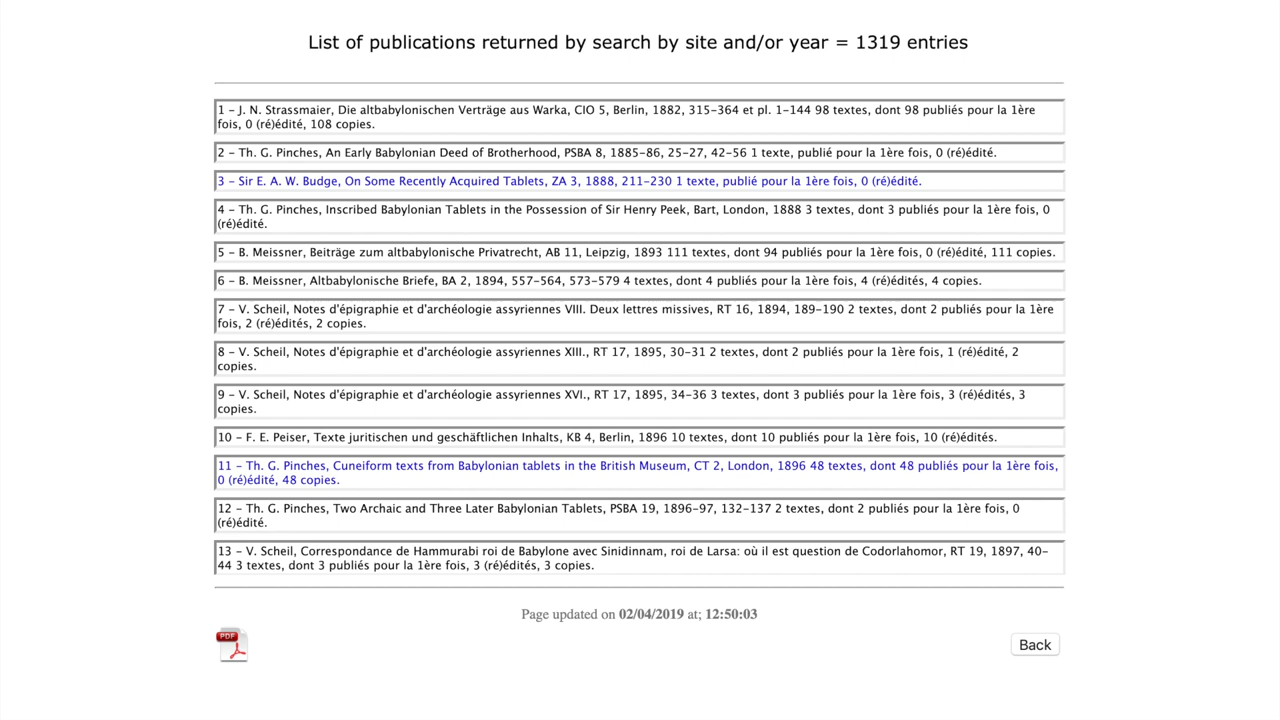 List of publications returned by search by site and/or year = 1319 entries
1 – J. N. Strassmaier, Die altbabylonischen Verträge aus Warka, CIO 5, Berlin, 1882, 315–364 et pl. 1–144 98 textes, dont 98 publiés pour la 1ère
fois, 0 (ré)édité, 108 copies.
2 – Th. G. Pinches, An Early Babylonian Deed of Brotherhood, PSBA 8, 1885–86, 25–27, 42–56 1 texte, publié pour la 1ère fois, 0 (ré)édité.
3 – Sir E. A. W. Budge, On Some Recently Acquired Tablets, ZA 3, 1888, 211–230 1 texte, publié pour la 1ère fois, 0 (ré)édité.
4 – Th. G. Pinches, Inscribed Babylonian Tablets in the Possession of Sir Henry Peek, Bart, London, 1888 3 textes, dont 3 publiés pour la 1ère fois, 0
(ré)édité.
5 – B. Meissner, Beiträge zum altbabylonische Privatrecht, AB 11, Leipzig, 1893 111 textes, dont 94 publiés pour la 1ère fois, 0 (ré)édité, 111 copies.
6 – B. Meissner, Altbabylonische Briefe, BA 2, 1894, 557–564, 573–579 4 textes, dont 4 publiés pour la 1ère fois, 4 (ré)édités, 4 copies.
7 – V. Scheil, Notes d'épigraphie et d'archéologie assyriennes VIII. Deux lettres missives, RT 16, 1894, 189–190 2 textes, dont 2 publiés pour la 1ère
fois, 2 (ré)édités, 2 copies.
8 – V. Scheil, Notes d'épigraphie et d'archéologie assyriennes XIII., RT 17, 1895, 30–31 2 textes, dont 2 publiés pour la 1ère fois, 1 (ré)édité, 2
copies.
9 – V. Scheil, Notes d'épigraphie et d'archéologie assyriennes XVI., RT 17, 1895, 34–36 3 textes, dont 3 publiés pour la 1ère fois, 3 (ré)édités, 3
copies.
10 – F. E. Peiser, Texte juritischen und geschäftlichen Inhalts, KB 4, Berlin, 1896 10 textes, dont 10 publiés pour la 1ère fois, 10 (ré)édités.
11 – Th. G. Pinches, Cuneiform texts from Babylonian tablets in the British Museum, CT 2, London, 1896 48 textes, dont 48 publiés pour la 1ère fois,
0 (ré)édité, 48 copies.
12 – Th. G. Pinches, Two Archaic and Three Later Babylonian Tablets, PSBA 19, 1896–97, 132–137 2 textes, dont 2 publiés pour la 1ère fois, 0
(ré)édité.
13 – V. Scheil, Correspondance de Hammurabi roi de Babylone avec Sinidinnam, roi de Larsa: où il est question de Codorlahomor, RT 19, 1897, 40–
44 3 textes, dont 3 publiés pour la 1ère fois, 3 (ré)édités, 3 copies.
Page updated on 02/04/2019 at; 12:50:03
PDF
Back